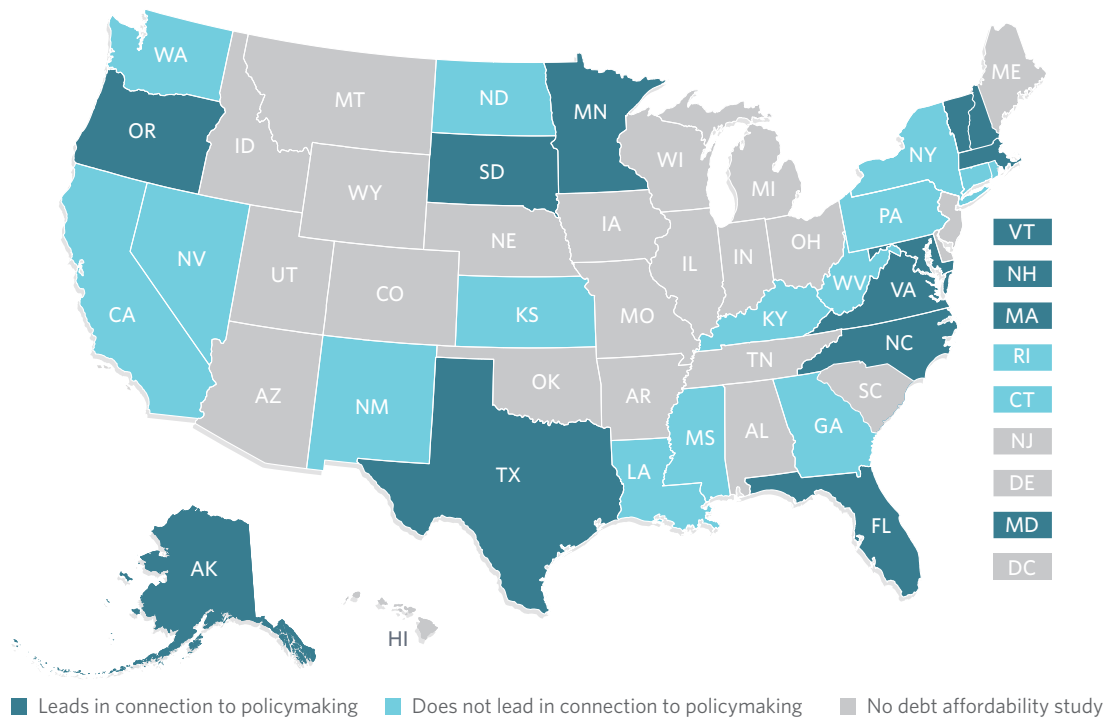 WA
OR
CA
NV
ID
MT
WY
UT
CO
AZ
NM
ND
SD
NE
KS
OK
TX
MN
IA
MO
AR
LA
WI
IL
MS
MI
IN
KY
TN
AL
OH
WV
GA
FL
SC
NC
VA
PA
NY
ME
VT
NH
MA
RI
CT
NJ
DE
MD
DC
AK
HI
Leads in connection to policymaking
Does not lead in connection to policymaking
No debt affordability study